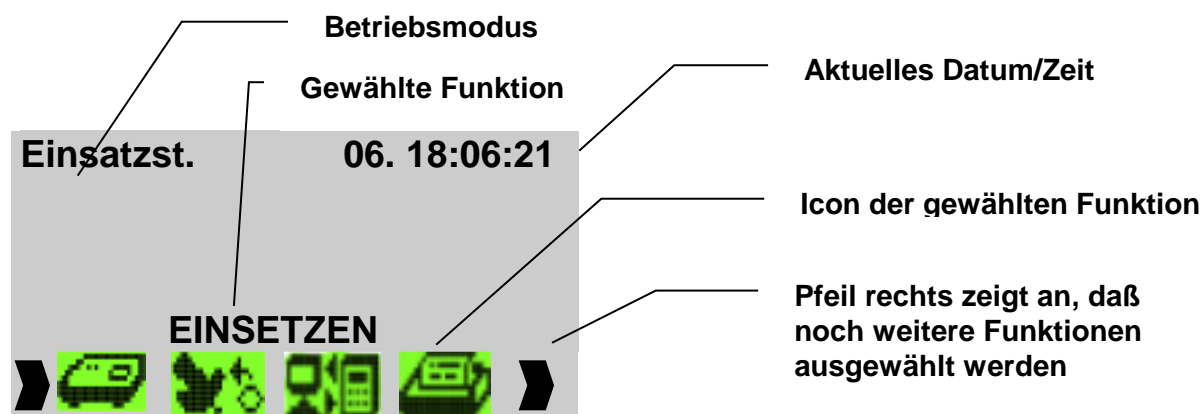 Betriebsmodus
Aktuelles Datum/Zeit
Gewählte Funktion
Einsatzst. 06. 18:06:21
Icon der gewählten Funktion
Pfeil rechts zeigt an, daß
noch weitere Funktionen
ausgewählt werden
EINSETZEN